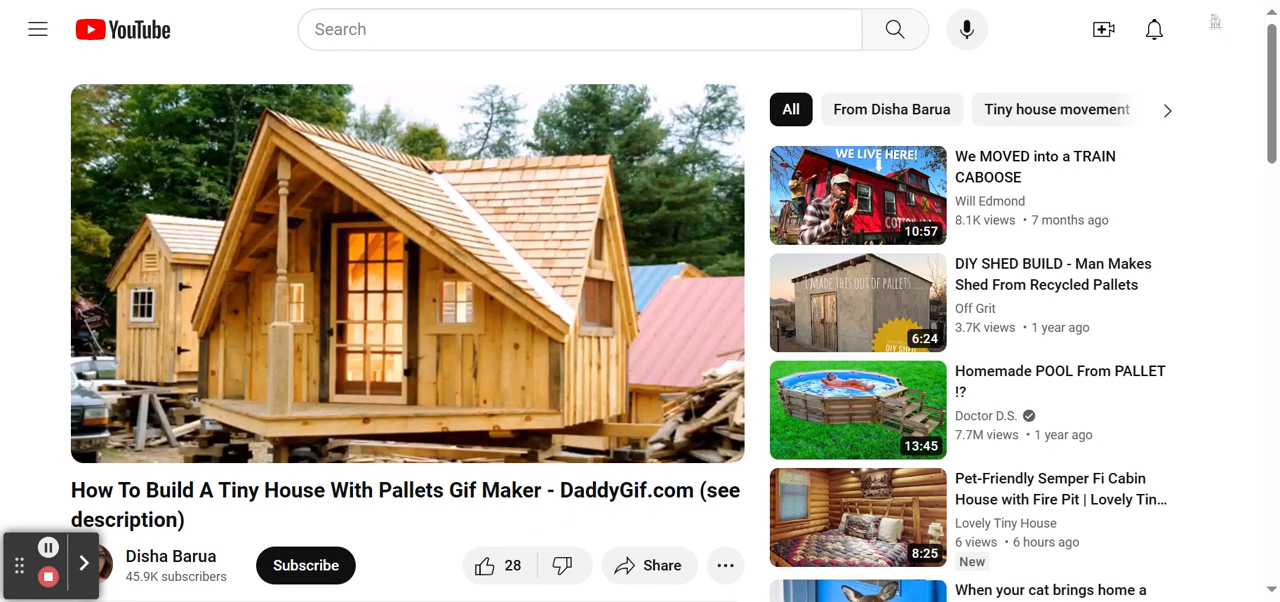 YouTube
Search
WE LIVE HERE!
COTTON
10:57
I MADE THIS OUT OF PALLETS.....
DIY SHED
6:24
13:45
8:25
All
From Disha Barua
Tiny house movement
We MOVED into a TRAIN
CABOOSE
Will Edmond
8.1K views • 7 months ago
DIY SHED BUILD - Man Makes
Shed From Recycled Pallets
Off Grit
3.7K views • 1 year ago
Homemade POOL From PALLET
!?
Doctor D.S.
7.7M views • 1 year ago
Pet-Friendly Semper Fi Cabin
House with Fire Pit | Lovely Tin...
Lovely Tiny House
6 views • 6 hours ago
New
When your cat brings home a
How To Build A Tiny House With Pallets Gif Maker - DaddyGif.com (see
description)
Disha Barua
45.9K subscribers
Subscribe
28
Share